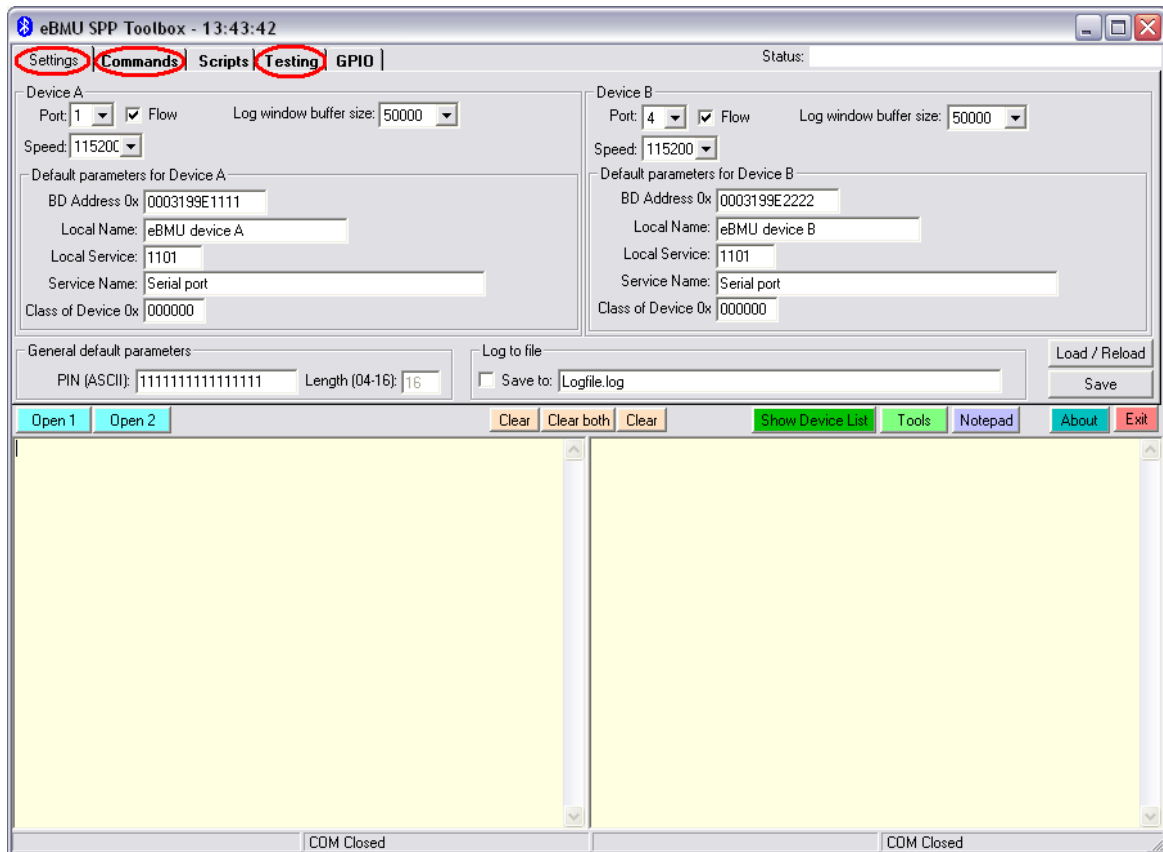 eBMU SPP Toolbox - 13:43:42
Settings Commands Scripts Testing GPIO Status:
Device A
Port: 1 Flow Log window buffer size: 50000
Speed: 115200
Default parameters for Device A
BD Address 0x 0003199E1111
Local Name: eBMU device A
Local Service: 1101
Service Name: Serial port
Class of Device 0x 000000
Device B
Port: 4 Flow Log window buffer size: 50000
Speed: 115200
Default parameters for Device B
BD Address 0x 0003199E2222
Local Name: eBMU device B
Local Service: 1101
Service Name: Serial port
Class of Device 0x 000000
General default parameters
PIN (ASCII): 1111111111111111 Length (04-16): 16
Log to file
Save to: Logfile.log
Load / Reload
Save
Open 1 Open 2 Clear Clear both Clear Show Device List Tools Notepad About Exit
COM Closed COM Closed